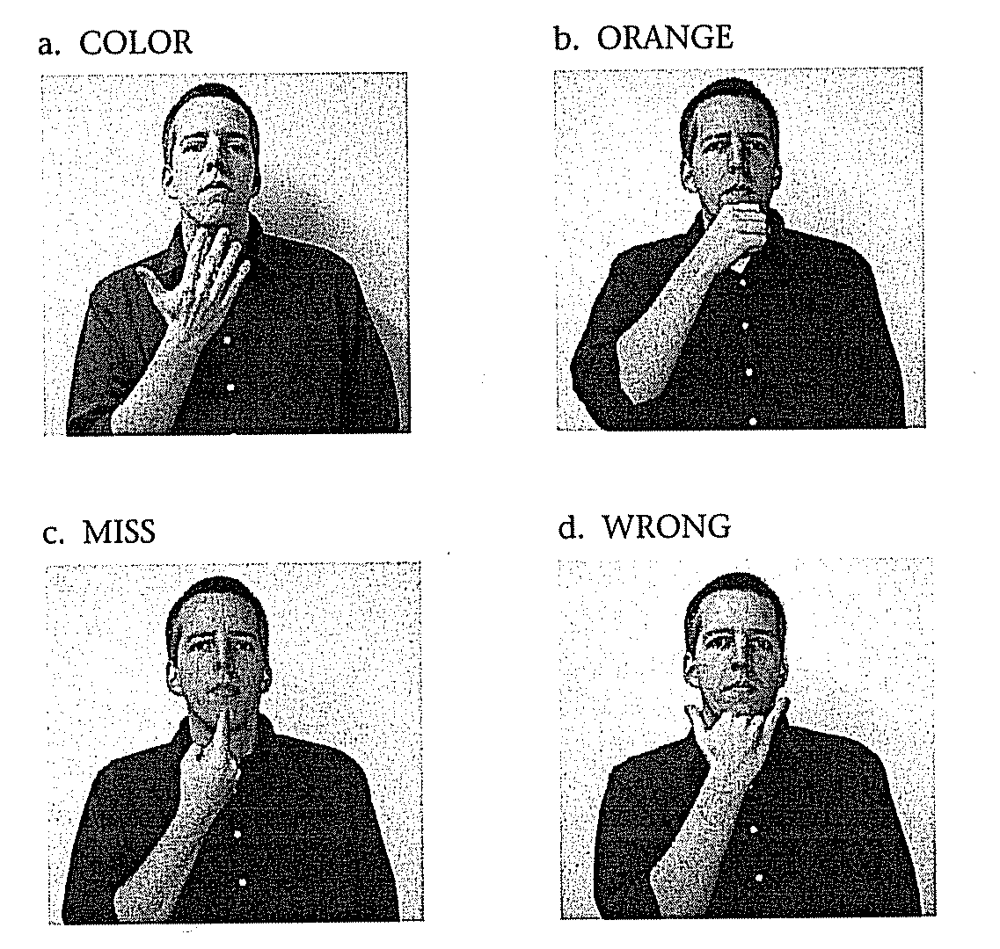 a. COLOR
b. ORANGE
c. MISS
d. WRONG